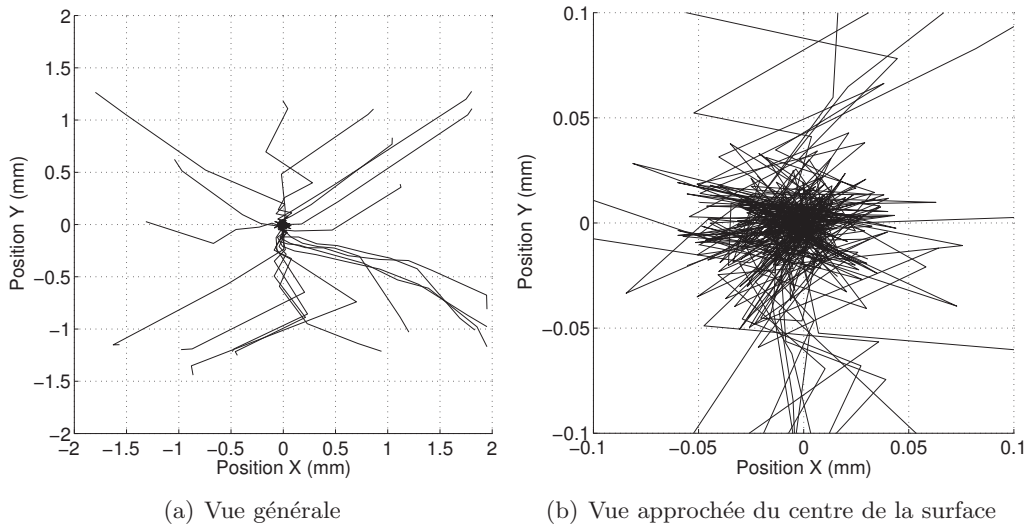 2
1.5
1
0.5
0
−0.5
−1
−1.5
−2
−2 −1.5 −1 −0.5 0 0.5 1 1.5 2
Position X (mm)
Position Y (mm)
(a) Vue générale
0.1
0.05
0
−0.05
−0.1
−0.1 −0.05 0 0.05 0.1
Position X (mm)
Position Y (mm)
(b) Vue approchée du centre de la surface